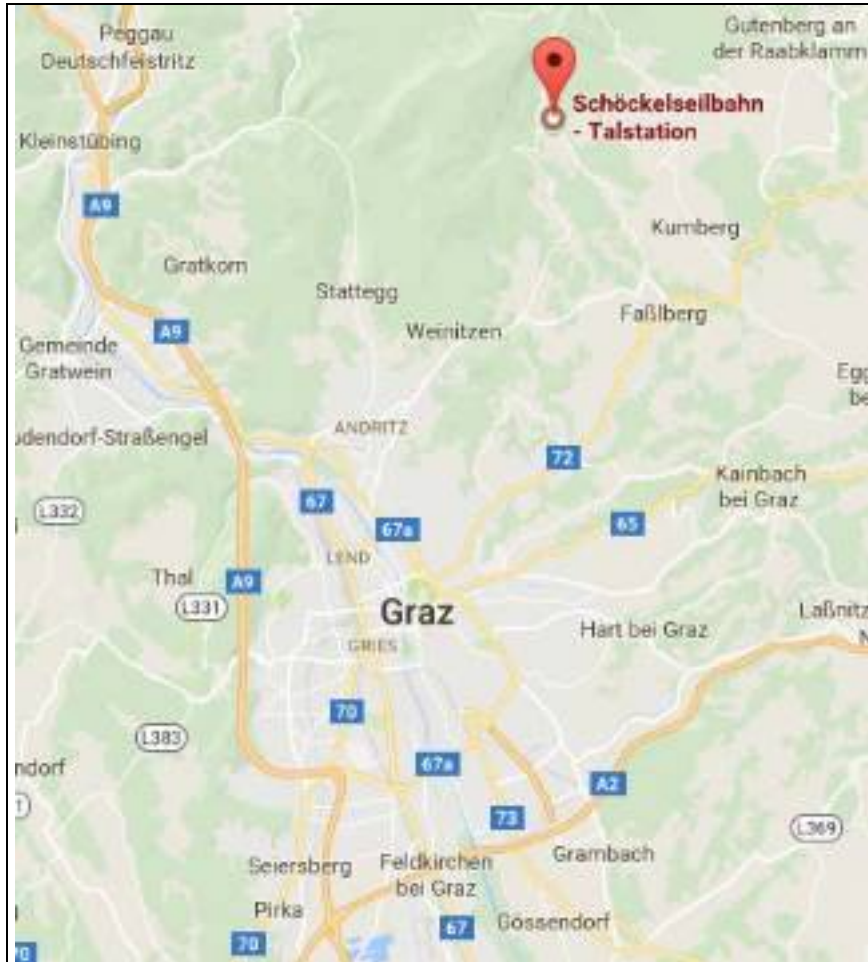 Peggau
Deutschfeistritz
Gutenberg an
der Raabklamm
Schöckelseilbahn
- Talstation
Kleinstübing
A9
Kumberg
Gratkorn
Stattegg
Faßlberg
A9
Weinitzen
Gemeinde
Gratwein
Egg
be
ANDRITZ
udendorf-Straßengel
72
Kainbach
bei Graz
67
L332
67a
65
LEND
Thal
A9
L331
Graz
Laßnitz
N
Hart bei Graz
GRIES
70
L383
67a
ndorf
A2
1)
73
L369
Seiersberg
Feldkirchen
bei Graz
Grambach
Pirka
67
Gössendorf
70
70